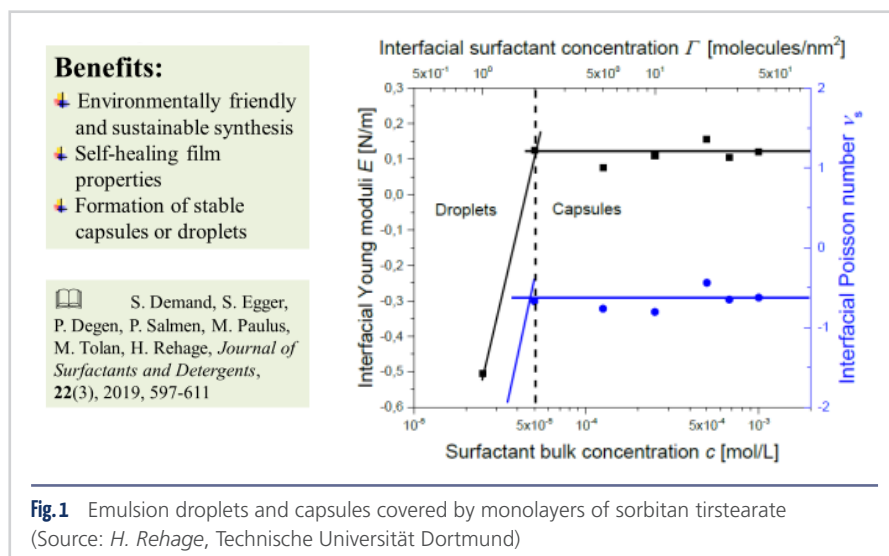 Benefits:
Environmentally friendly
and sustainable synthesis
Self-healing film
properties
Formation of stable
capsules or droplets
S. Demand, S. Egger,
P. Degen, P. Salmen, M. Paulus,
M. Tolan, H. Rehage, Journal of
Surfactants and Detergents,
22(3), 2019, 597-611
Interfacial surfactant concentration Γ [molecules/nm²]
5x10⁻¹ 10⁰ 5x10⁰ 10¹ 5x10¹
Interfacial Young moduli E [N/m]
0,3
0,2
0,1
0,0
-0,1
-0,2
-0,3
-0,4
-0,5
-0,6
Droplets
Capsules
2
1
0
-1
-2
Interfacial Poisson number νₛ
10⁻⁵ 5x10⁻⁵ 10⁻⁴ 5x10⁻⁴ 10⁻³
Surfactant bulk concentration c [mol/L]
Fig. 1 Emulsion droplets and capsules covered by monolayers of sorbitan tirstearate
(Source: H. Rehage, Technische Universität Dortmund)